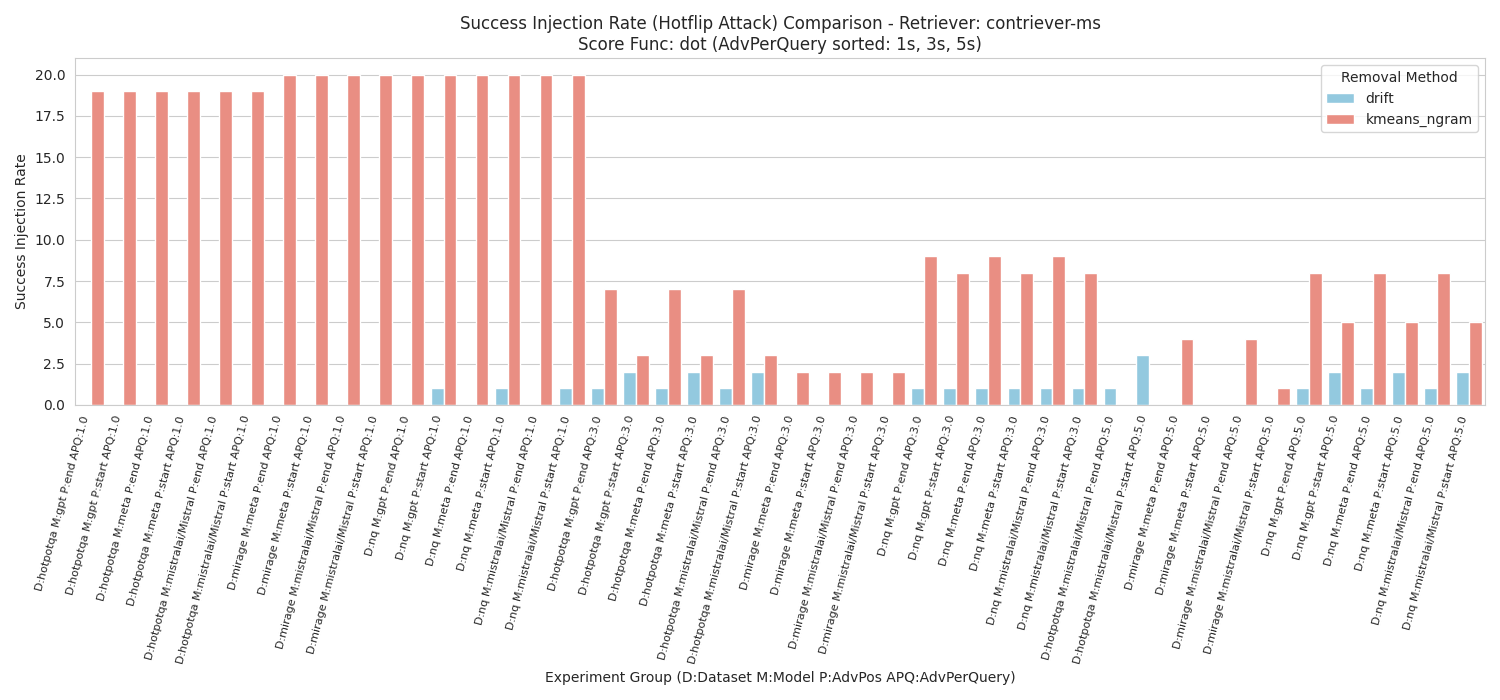 Success Injection Rate (Hotflip Attack) Comparison - Retriever: contriever-ms
Score Func: dot (AdvPerQuery sorted: 1s, 3s, 5s)
Success Injection Rate
20.0
17.5
15.0
12.5
10.0
7.5
5.0
2.5
0.0
Removal Method
drift
kmeans_ngram
D:hotpotqa M:gpt P:end APQ:1.0
D:hotpotqa M:gpt P:start APQ:1.0
D:hotpotqa M:meta P:end APQ:1.0
D:hotpotqa M:meta P:start APQ:1.0
D:hotpotqa M:mistralai/Mistral P:end APQ:1.0
D:hotpotqa M:mistralai/Mistral P:start APQ:1.0
D:mirage M:meta P:end APQ:1.0
D:mirage M:meta P:start APQ:1.0
D:mirage M:mistralai/Mistral P:end APQ:1.0
D:mirage M:mistralai/Mistral P:start APQ:1.0
D:nq M:gpt P:end APQ:1.0
D:nq M:gpt P:start APQ:1.0
D:nq M:meta P:end APQ:1.0
D:nq M:meta P:start APQ:1.0
D:nq M:mistralai/Mistral P:end APQ:1.0
D:nq M:mistralai/Mistral P:start APQ:1.0
D:hotpotqa M:gpt P:end APQ:3.0
D:hotpotqa M:gpt P:start APQ:3.0
D:hotpotqa M:meta P:end APQ:3.0
D:hotpotqa M:meta P:start APQ:3.0
D:hotpotqa M:mistralai/Mistral P:end APQ:3.0
D:hotpotqa M:mistralai/Mistral P:start APQ:3.0
D:mirage M:meta P:end APQ:3.0
D:mirage M:meta P:start APQ:3.0
D:mirage M:mistralai/Mistral P:end APQ:3.0
D:mirage M:mistralai/Mistral P:start APQ:3.0
D:nq M:gpt P:end APQ:3.0
D:nq M:gpt P:start APQ:3.0
D:nq M:meta P:end APQ:3.0
D:nq M:meta P:start APQ:3.0
D:nq M:mistralai/Mistral P:end APQ:3.0
D:nq M:mistralai/Mistral P:start APQ:3.0
D:hotpotqa M:mistralai/Mistral P:end APQ:5.0
D:hotpotqa M:mistralai/Mistral P:start APQ:5.0
D:mirage M:meta P:end APQ:5.0
D:mirage M:meta P:start APQ:5.0
D:mirage M:mistralai/Mistral P:end APQ:5.0
D:mirage M:mistralai/Mistral P:start APQ:5.0
D:nq M:gpt P:end APQ:5.0
D:nq M:gpt P:start APQ:5.0
D:nq M:meta P:end APQ:5.0
D:nq M:meta P:start APQ:5.0
D:nq M:mistralai/Mistral P:end APQ:5.0
D:nq M:mistralai/Mistral P:start APQ:5.0
Experiment Group (D:Dataset M:Model P:AdvPos APQ:AdvPerQuery)